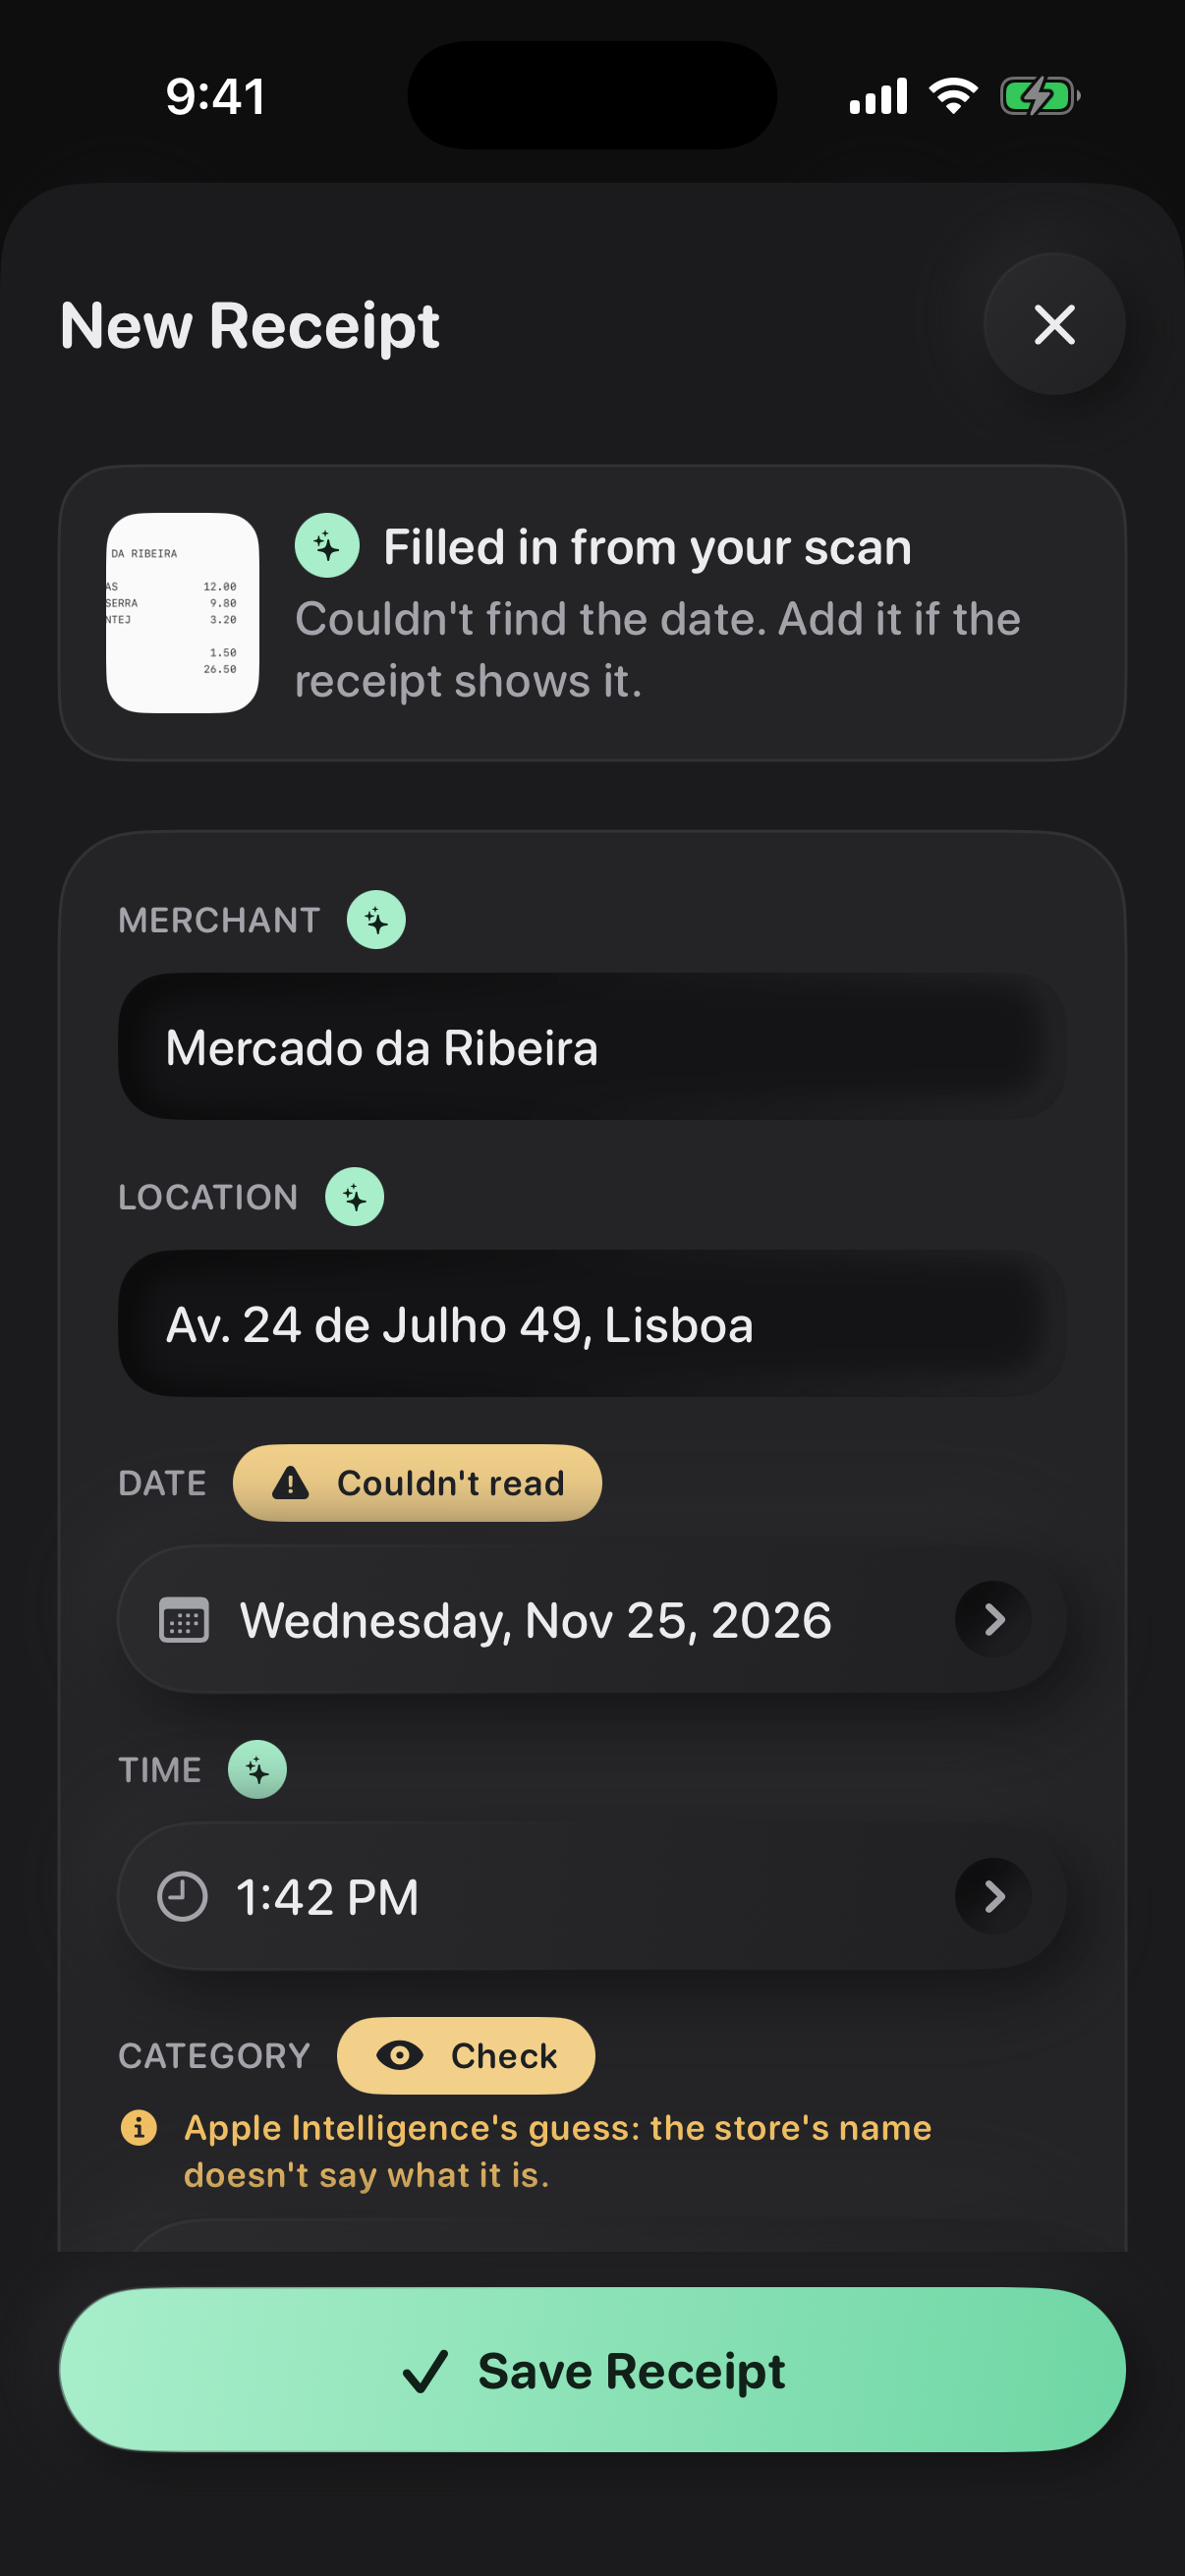 9:41
New Receipt
DA RIBEIRA
AS 12.00
SERRA 9.80
NTEJ 3.20
1.50
26.50
Filled in from your scan
Couldn't find the date. Add it if the
receipt shows it.
MERCHANT
Mercado da Ribeira
LOCATION
Av. 24 de Julho 49, Lisboa
DATE Couldn't read
Wednesday, Nov 25, 2026
TIME
1:42 PM
CATEGORY Check
Apple Intelligence's guess: the store's name
doesn't say what it is.
Save Receipt